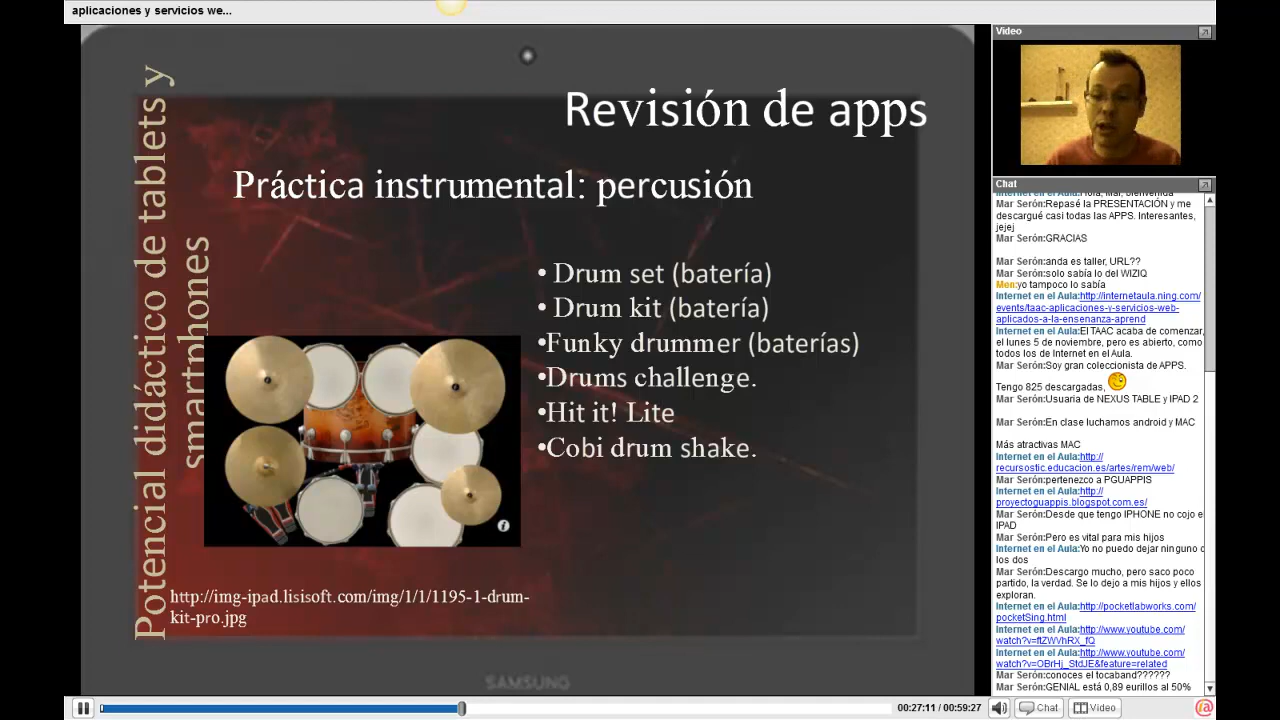 aplicaciones y servicios we...
Potencial didáctico de tablets y
smartphones
Revisión de apps
Práctica instrumental: percusión
• Drum set (batería)
• Drum kit (batería)
•Funky drummer (baterías)
•Drums challenge.
•Hit it! Lite
•Cobi drum shake.
http://img-ipad.lisisoft.com/img/1/1/1195-1-drum-
kit-pro.jpg
SAMSUNG
Video
Chat
Internet en el Aula:Hola, Mar, bienvenida
Mar Serón:Repasé la PRESENTACIÓN y me
descargué casi todas las APPS. Interesantes,
jejej
Mar Serón:GRACIAS
Mar Serón:anda es taller, URL??
Mar Serón:solo sabía lo del WIZIQ
Men:yo tampoco lo sabía
Internet en el Aula:http://internetaula.ning.com/
events/taac-aplicaciones-y-servicios-web-
aplicados-a-la-ensenanza-aprend
Internet en el Aula:El TAAC acaba de comenzar,
el lunes 5 de noviembre, pero es abierto, como
todos los de Internet en el Aula.
Mar Serón:Soy gran coleccionista de APPS.
Tengo 825 descargadas,
Mar Serón:Usuaria de NEXUS TABLE y IPAD 2
Mar Serón:En clase luchamos android y MAC
Más atractivas MAC
Internet en el Aula:http://
recursostic.educacion.es/artes/rem/web/
Mar Serón:pertenezco a PGUAPPIS
Internet en el Aula:http://
proyectoguappis.blogspot.com.es/
Mar Serón:Desde que tengo IPHONE no cojo e
IPAD
Mar Serón:Pero es vital para mis hijos
Internet en el Aula:Yo no puedo dejar ninguno d
los dos
Mar Serón:Descargo mucho, pero saco poco
partido, la verdad. Se lo dejo a mis hijos y ellos
exploran.
Internet en el Aula:http://pocketlabworks.com/
pocketSing.html
Internet en el Aula:http://www.youtube.com/
watch?v=ftZWVhRX_fQ
Internet en el Aula:http://www.youtube.com/
watch?v=OBrHj_StdJE&feature=related
Mar Serón:conoces el tocaband??????
Mar Serón:GENIAL está 0,89 eurillos al 50%
00:27:11 / 00:59:27
Chat
Video